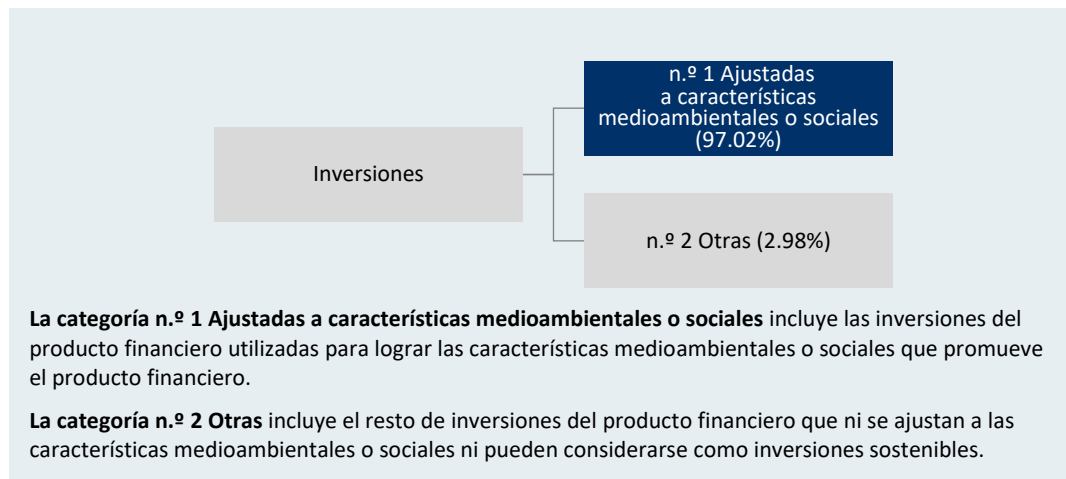 n.º 1 Ajustadas
a características
medioambientales o sociales
(97.02%)
Inversiones
n.º 2 Otras (2.98%)
La categoría n.º 1 Ajustadas a características medioambientales o sociales incluye las inversiones del
producto financiero utilizadas para lograr las características medioambientales o sociales que promueve
el producto financiero.
La categoría n.º 2 Otras incluye el resto de inversiones del producto financiero que ni se ajustan a las
características medioambientales o sociales ni pueden considerarse como inversiones sostenibles.